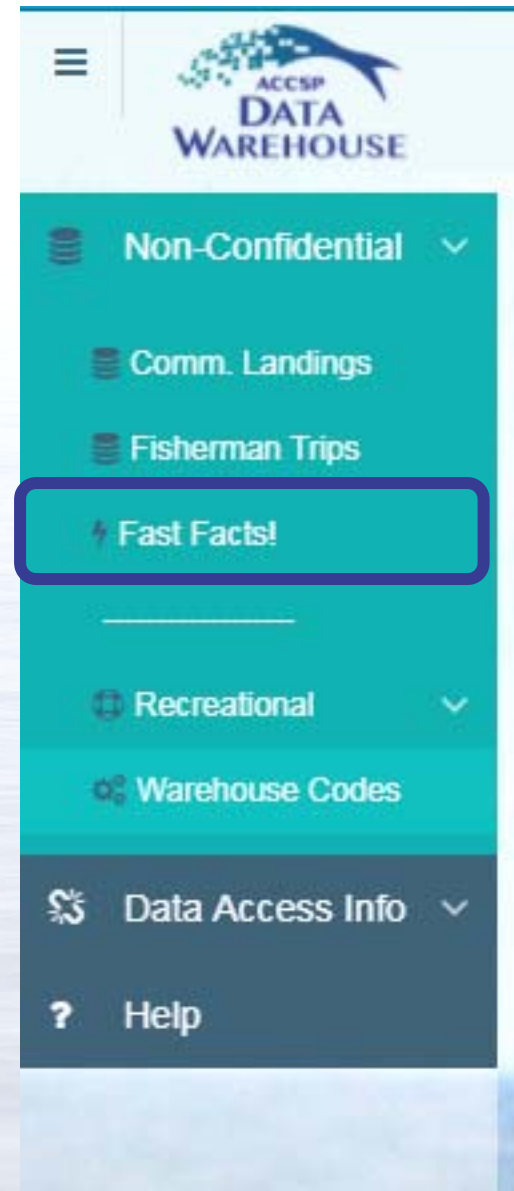 ACCSP
DATA
WAREHOUSE
Non-Confidential
Comm. Landings
Fisherman Trips
Fast Facts!
Recreational
Warehouse Codes
Data Access Info
? Help